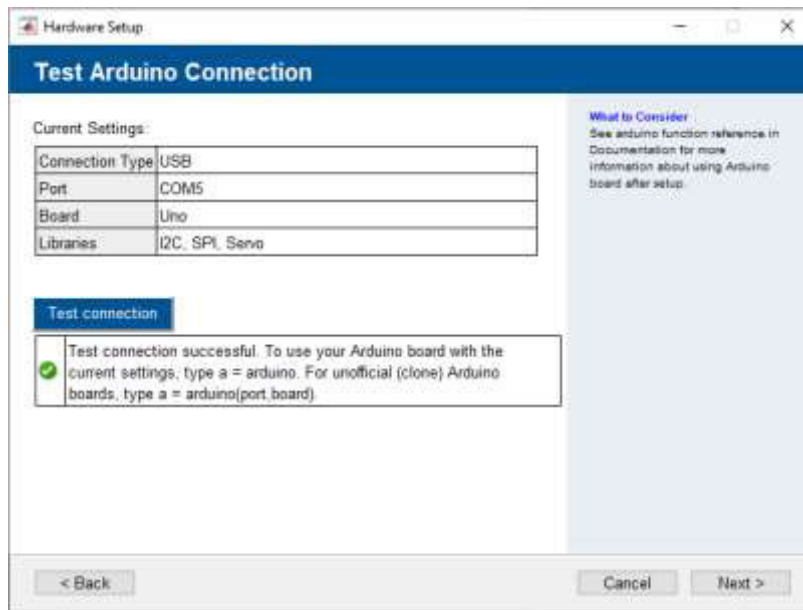 Hardware Setup
Test Arduino Connection
Current Settings:
Connection Type USB
Port COM5
Board Uno
Libraries I2C, SPI, Servo
Test connection
Test connection successful. To use your Arduino board with the
current settings, type a = arduino. For unofficial (clone) Arduino
boards, type a = arduino(port,board).
What to Consider
See arduino function reference in
Documentation for more
information about using Arduino
board after setup.
< Back
Cancel
Next >